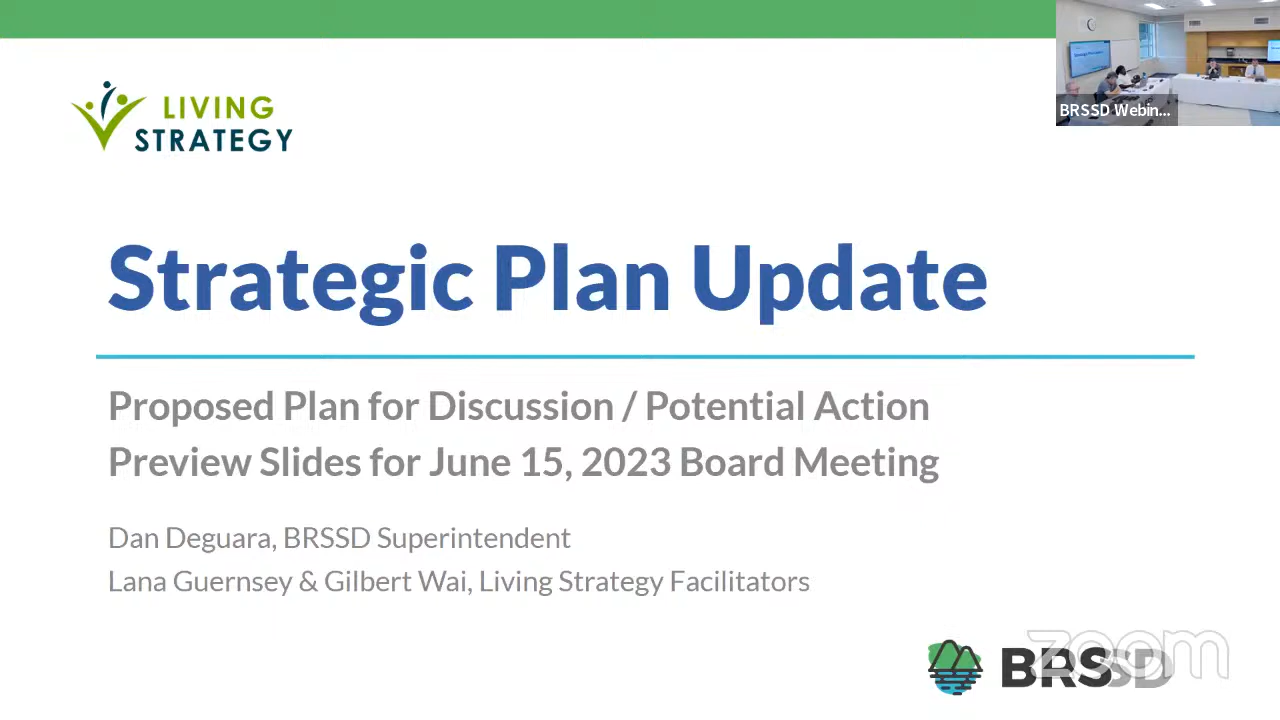 BRSSD Webin...
LIVING
STRATEGY
Strategic Plan Update
Proposed Plan for Discussion / Potential Action
Preview Slides for June 15, 2023 Board Meeting
Dan Deguara, BRSSD Superintendent
Lana Guernsey & Gilbert Wai, Living Strategy Facilitators
BRSSD
zoom